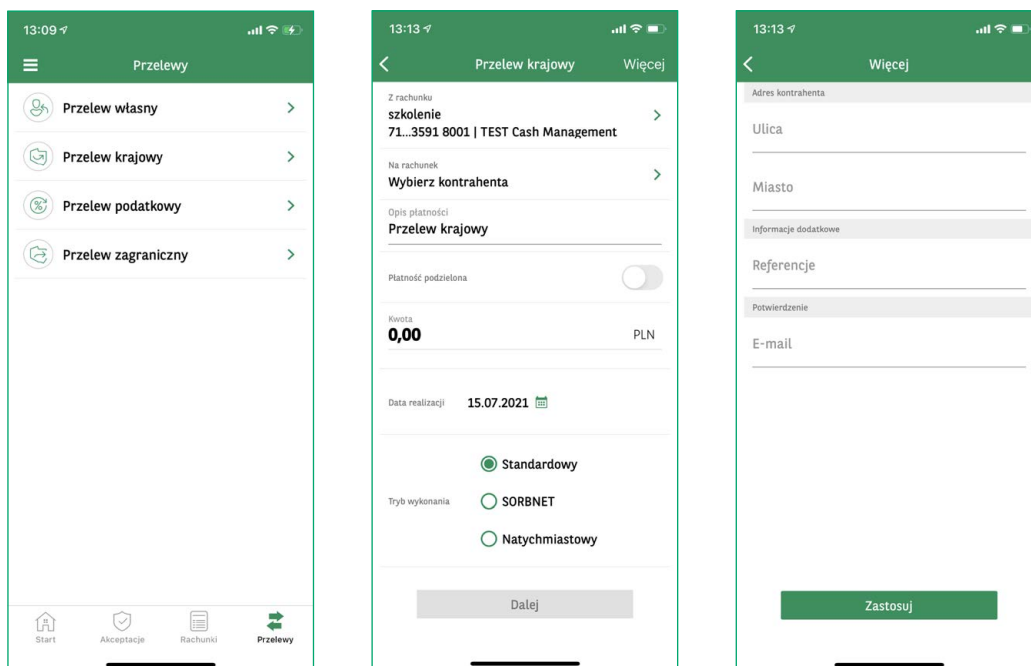 13:09
Przelewy
Przelew własny
Przelew krajowy
Przelew podatkowy
Przelew zagraniczny
Start
Akceptacje
Rachunki
Przelewy
13:13
Przelew krajowy
Więcej
Z rachunku
szkolenie
71...3591 8001 | TEST Cash Management
Na rachunek
Wybierz kontrahenta
Opis płatności
Przelew krajowy
Płatność podzielona
Kwota
0,00 PLN
Data realizacji 15.07.2021
Standardowy
Tryb wykonania SORBNET
Natychmiastowy
Dalej
13:13
Więcej
Adres kontrahenta
Ulica
Miasto
Informacje dodatkowe
Referencje
Potwierdzenie
E-mail
Zastosuj